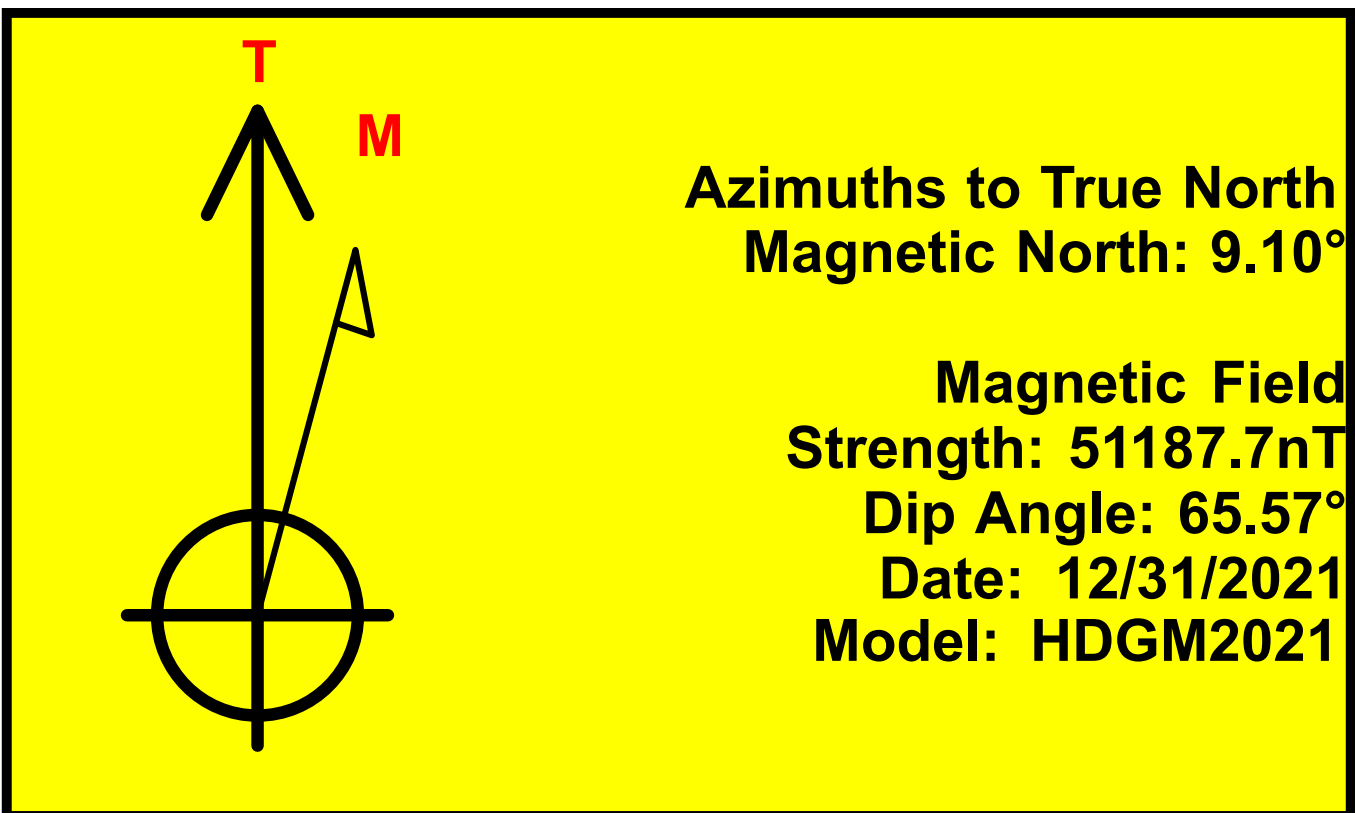 T
M
Azimuths to True North
Magnetic North: 9.10°
Magnetic Field
Strength: 51187.7nT
Dip Angle: 65.57°
Date: 12/31/2021
Model: HDGM2021